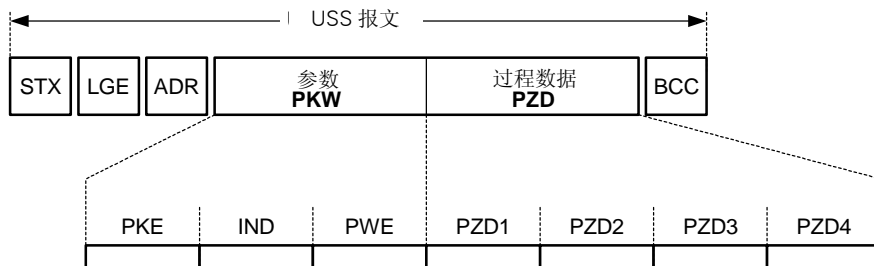 USS 报文
STX LGE ADR 参数 PKW 过程数据 PZD BCC
PKE IND PWE PZD1 PZD2 PZD3 PZD4